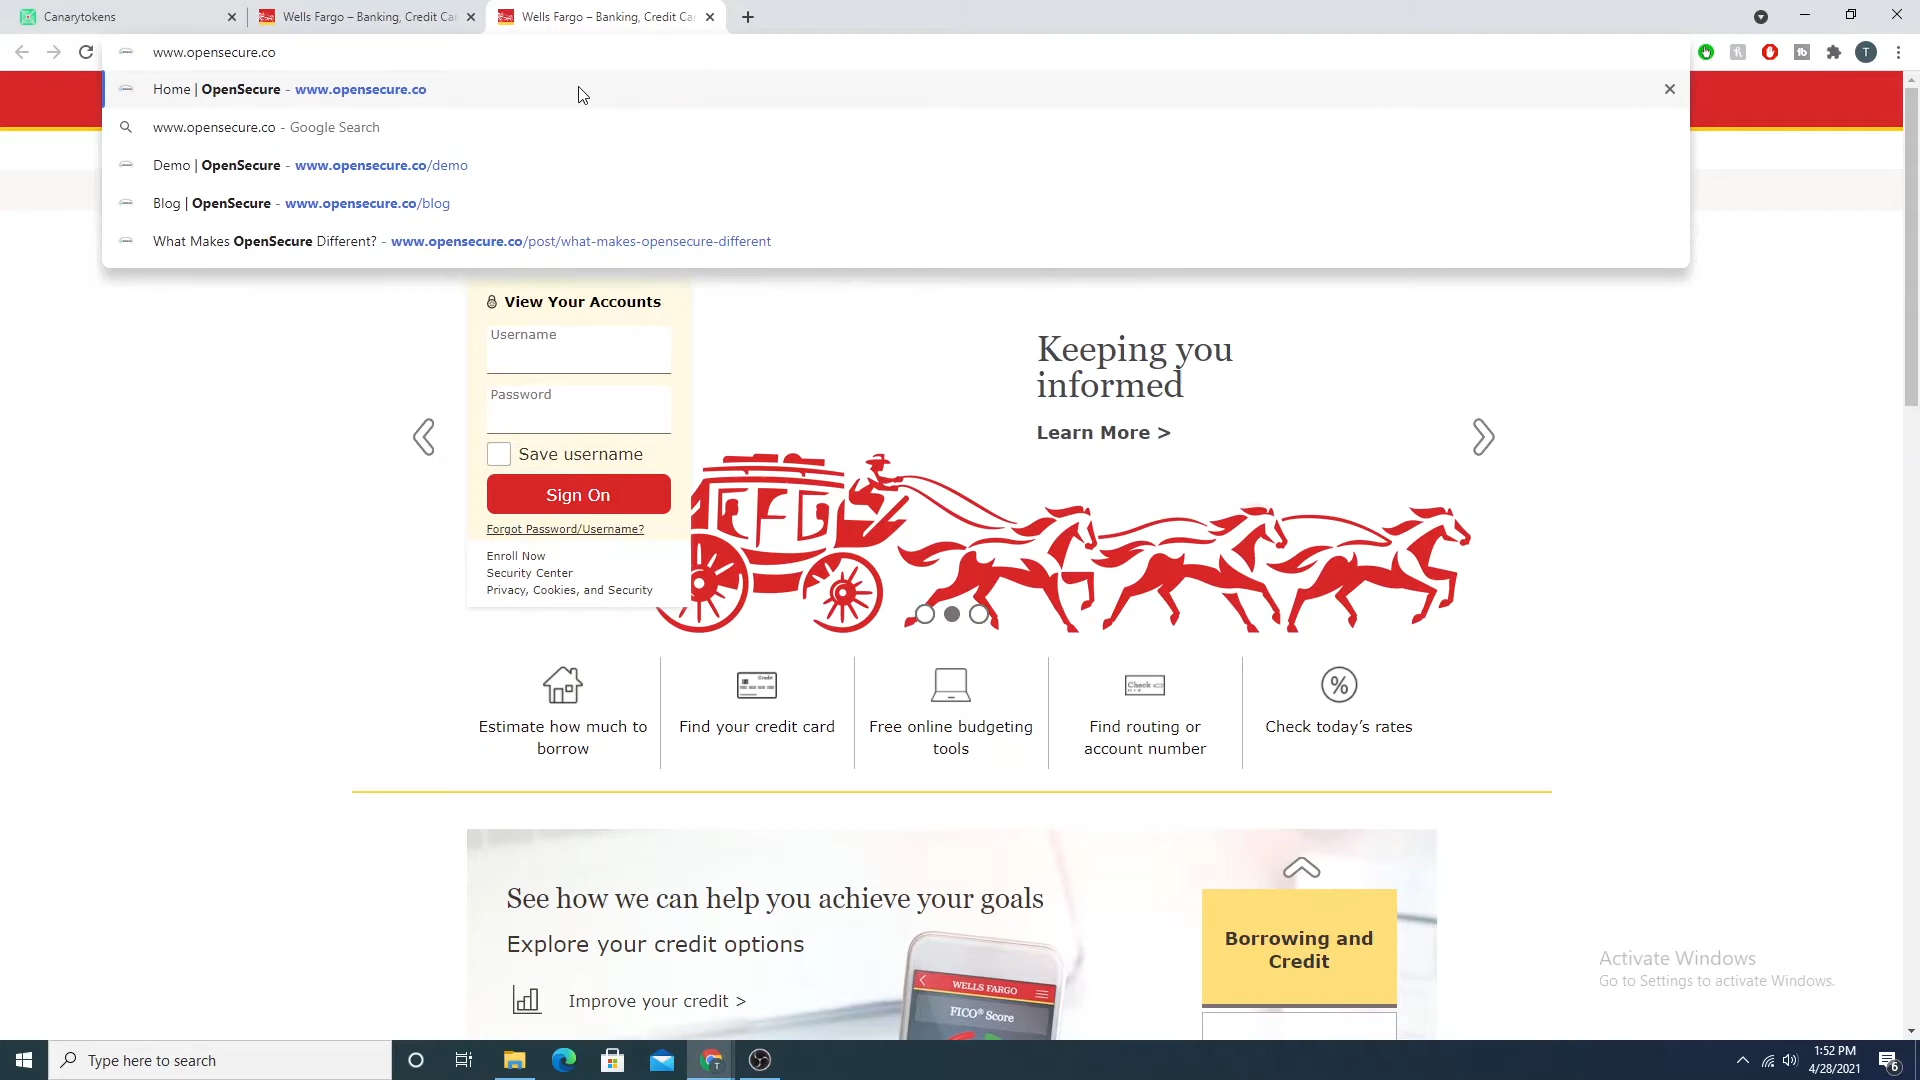 Canarytokens
Wells Fargo – Banking, Credit Car
Wells Fargo – Banking, Credit Car
www.opensecure.co
T
Home | OpenSecure - www.opensecure.co
www.opensecure.co - Google Search
Demo | OpenSecure - www.opensecure.co/demo
Blog | OpenSecure - www.opensecure.co/blog
What Makes OpenSecure Different? - www.opensecure.co/post/what-makes-opensecure-different
View Your Accounts
Username
Password
Save username
Sign On
Forgot Password/Username?
Enroll Now
Security Center
Privacy, Cookies, and Security
Keeping you
informed
Learn More >
Estimate how much to
borrow
Find your credit card
Free online budgeting
tools
Find routing or
account number
Check today’s rates
See how we can help you achieve your goals
Explore your credit options
Improve your credit >
WELLS FARGO
FICO® Score
Borrowing and
Credit
Activate Windows
Go to Settings to activate Windows.
Type here to search
1:52 PM
4/28/2021
6